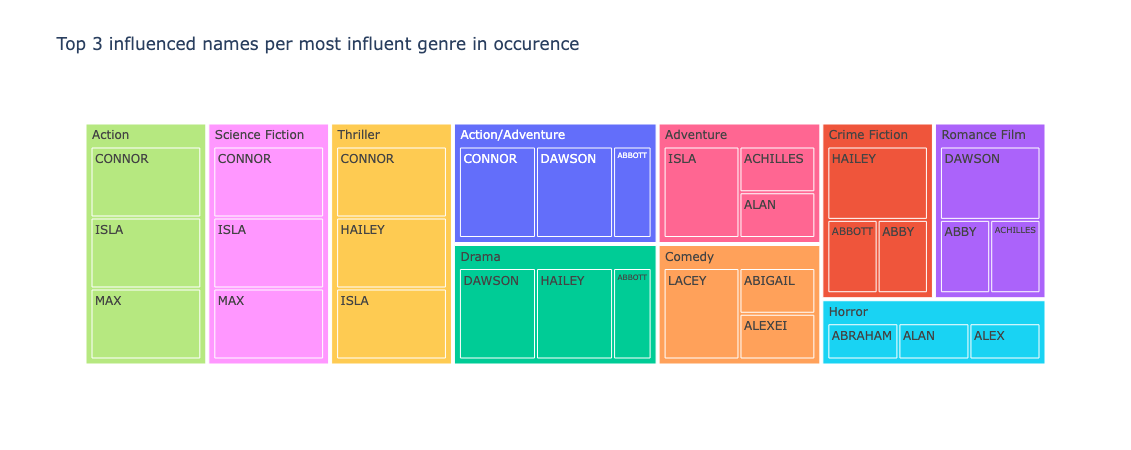 Top 3 influenced names per most influent genre in occurence
Action
CONNOR
ISLA
MAX
Science Fiction
CONNOR
ISLA
MAX
Thriller
CONNOR
HAILEY
ISLA
Action/Adventure
CONNOR
DAWSON
ABBOTT
Drama
DAWSON
HAILEY
ABBOTT
Adventure
ISLA
ACHILLES
ALAN
Comedy
LACEY
ABIGAIL
ALEXEI
Crime Fiction
HAILEY
ABBOTT
ABBY
Romance Film
DAWSON
ABBY
ACHILLES
Horror
ABRAHAM
ALAN
ALEX